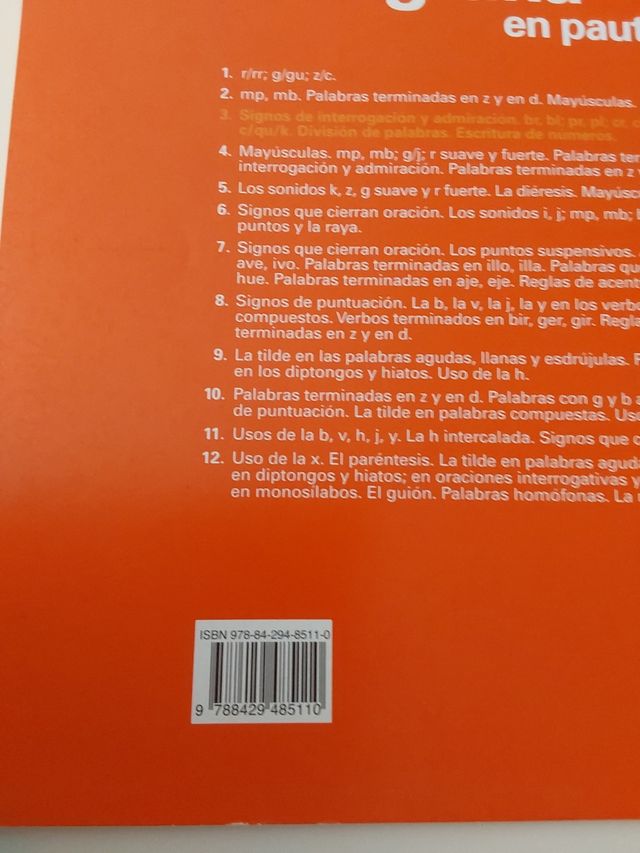 en paut
1. r/rr; g/gu; z/c.
2. mp, mb. Palabras terminadas en z y en d. Mayúsculas.
3. Signos de interrogación y admiración. br, bl; pr, pl; cr, c
c/qu/k. División de palabras. Escritura de números.
4. Mayúsculas. mp, mb; g/j; r suave y fuerte. Palabras ter
interrogación y admiración. Palabras terminadas en z
5. Los sonidos k, z, g suave y r fuerte. La diéresis. Mayúsc
6. Signos que cierran oración. Los sonidos i, j; mp, mb;
puntos y la raya.
7. Signos que cierran oración. Los puntos suspensivos.
ave, ivo. Palabras terminadas en illo, illa. Palabras qu
hue. Palabras terminadas en aje, eje. Reglas de acent
8. Signos de puntuación. La b, la v, la j, la y en los verbo
compuestos. Verbos terminados en bir, ger, gir. Regla
terminadas en z y en d.
9. La tilde en las palabras agudas, llanas y esdrújulas.
en los diptongos y hiatos. Uso de la h.
10. Palabras terminadas en z y en d. Palabras con g y b a
de puntuación. La tilde en palabras compuestas. Uso
11. Usos de la b, v, h, j, y. La h intercalada. Signos que c
12. Uso de la x. El paréntesis. La tilde en palabras agud
en diptongos y hiatos; en oraciones interrogativas y
en monosílabos. El guión. Palabras homófonas. La
ISBN 978-84-294-8511-0
9 788429 485110